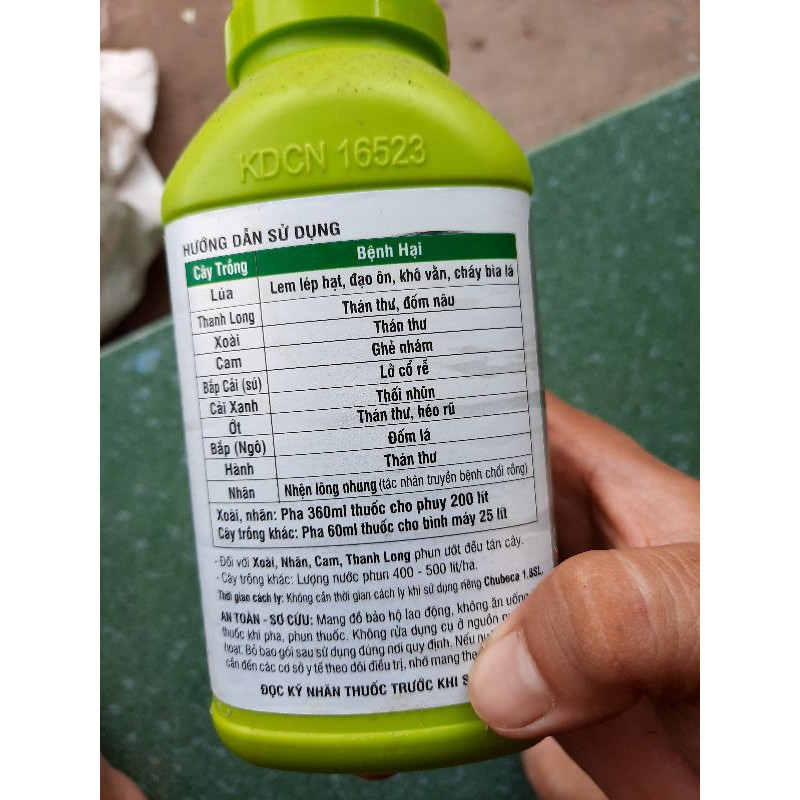 KDCN 16523
HƯỚNG DẪN SỬ DỤNG
Cây Trồng Bệnh Hại
Lúa Lem lép hạt, đạo ôn, khô vằn, cháy bìa lá
Thanh Long Thán thư, đốm nâu
Xoài Thán thư
Cam Ghẻ nhám
Bắp Cải (sú) Lở cổ rễ
Cải Xanh Thối nhũn
Ớt Thán thư, héo rũ
Bắp (Ngô) Đốm lá
Hành Thán thư
Nhãn Nhện lông nhung (tác nhân truyền bệnh chổi rồng)
Xoài, nhãn: Pha 360ml thuốc cho phuy 200 lít
Cây trồng khác: Pha 60ml thuốc cho bình máy 25 lít
- Đối với Xoài, Nhãn, Cam, Thanh Long phun ướt đều tán cây.
- Cây trồng khác: Lượng nước phun 400 - 500 lít/ha.
Thời gian cách ly: Không cần thời gian cách ly khi sử dụng riêng Chubeca 1.8SL.
AN TOÀN - SƠ CỨU: Mang đồ bảo hộ lao động, không ăn uống,
thuốc khi pha, phun thuốc. Không rửa dụng cụ ở nguồn
hoạt. Bỏ bao gói sau sử dụng đúng nơi quy định. Nếu
cần đến các cơ sở y tế theo dõi điều trị, nhớ mang the
ĐỌC KỸ NHÃN THUỐC TRƯỚC KHI